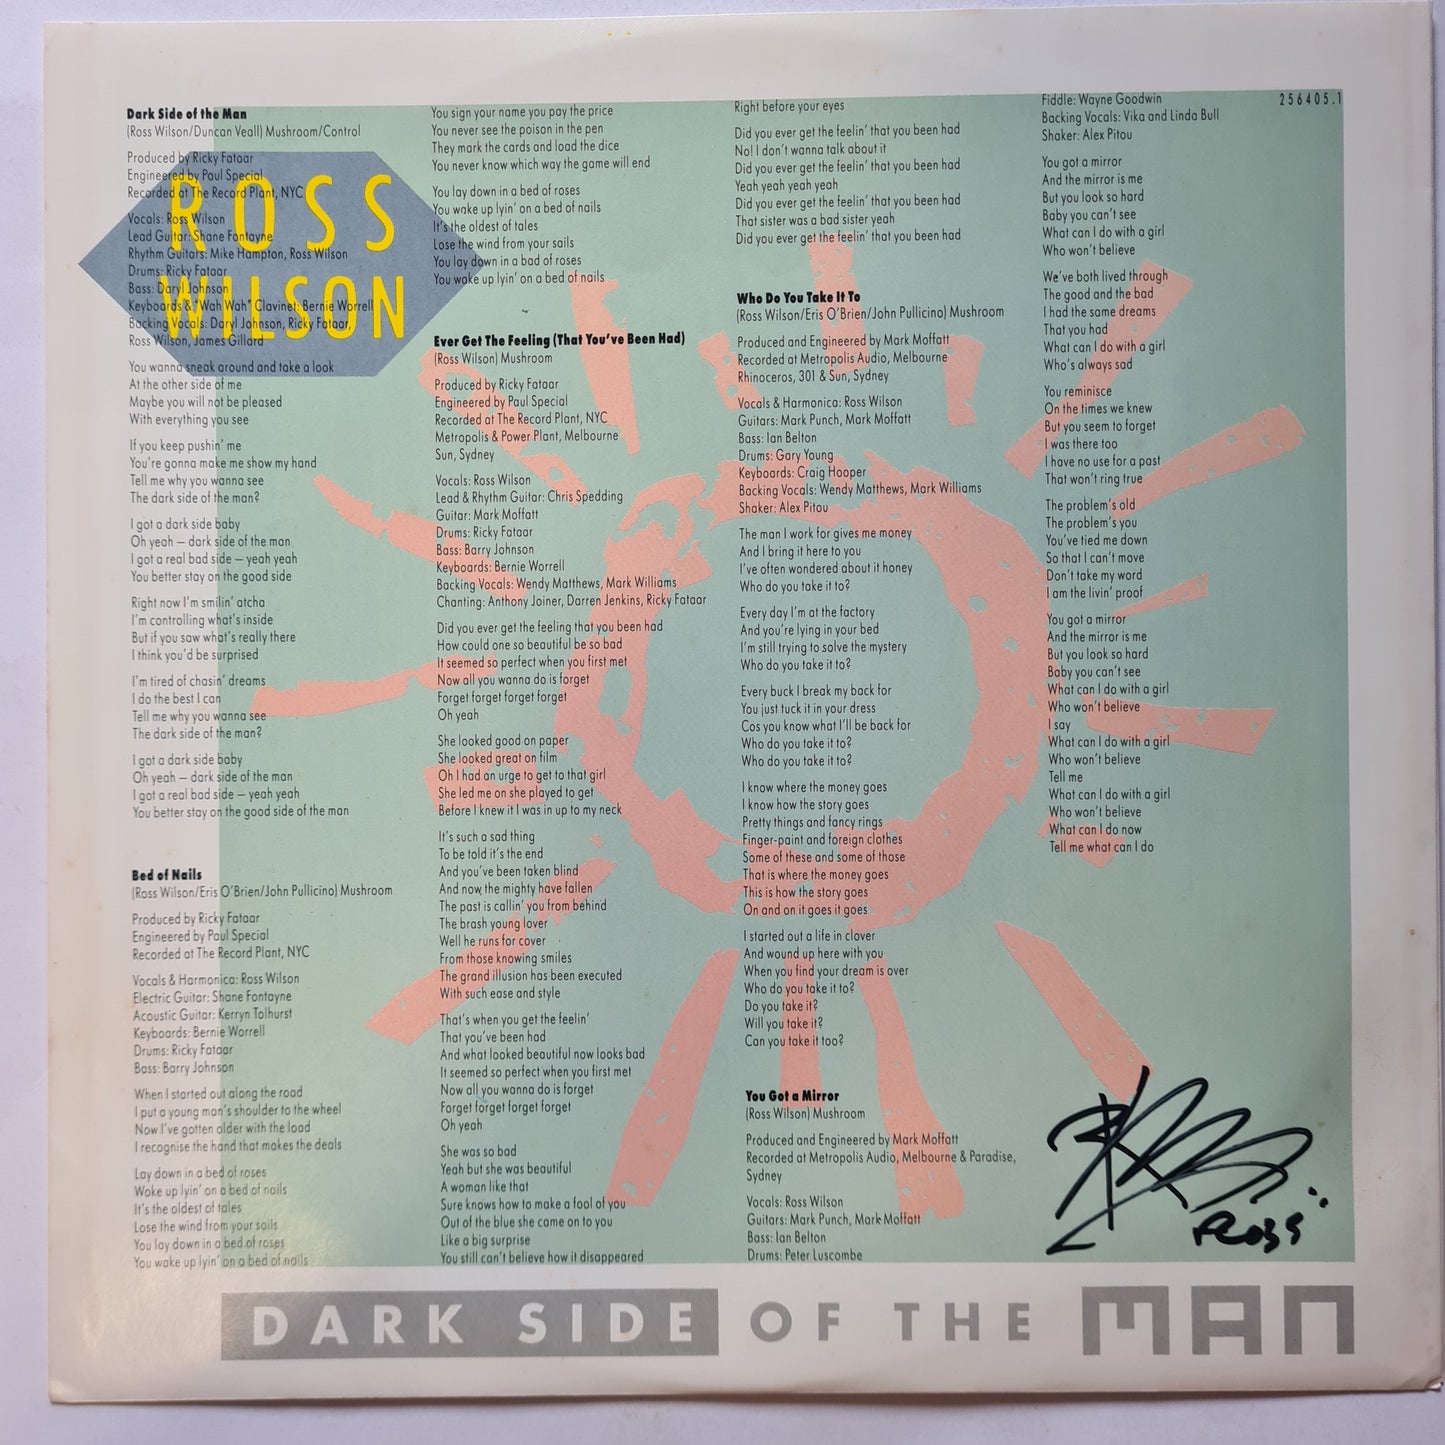 256405.1
ROSS
WILSON
Dark Side of the Man
(Ross Wilson/Duncan Veall) Mushroom/Control
Produced by Ricky Fataar
Engineered by Paul Special
Recorded at The Record Plant, NYC
Vocals: Ross Wilson
Lead Guitar: Shane Fontayne
Rhythm Guitars: Mike Hampton, Ross Wilson
Drums: Ricky Fataar
Bass: Daryl Johnson
Keyboards & "Wah Wah" Clavinet: Bernie Worrell
Backing Vocals: Daryl Johnson, Ricky Fataar,
Ross Wilson, James Gillard
You wanna sneak around and take a look
At the other side of me
Maybe you will not be pleased
With everything you see
If you keep pushin' me
You're gonna make me show my hand
Tell me why you wanna see
The dark side of the man?
I got a dark side baby
Oh yeah – dark side of the man
I got a real bad side – yeah yeah
You better stay on the good side
Right now I'm smilin' atcha
I'm controlling what's inside
But if you saw what's really there
I think you'd be surprised
I'm tired of chasin' dreams
I do the best I can
Tell me why you wanna see
The dark side of the man?
I got a dark side baby
Oh yeah – dark side of the man
I got a real bad side – yeah yeah
You better stay on the good side of the man
Bed of Nails
(Ross Wilson/Eris O'Brien/John Pullicino) Mushroom
Produced by Ricky Fataar
Engineered by Paul Special
Recorded at The Record Plant, NYC
Vocals & Harmonica: Ross Wilson
Electric Guitar: Shane Fontayne
Acoustic Guitar: Kerryn Tolhurst
Keyboards: Bernie Worrell
Drums: Ricky Fataar
Bass: Barry Johnson
When I started out along the road
I put a young man's shoulder to the wheel
Now I've gotten older with the load
I recognise the hand that makes the deals
Lay down in a bed of roses
Woke up lyin' on a bed of nails
It's the oldest of tales
Lose the wind from your sails
You lay down in a bed of roses
You wake up lyin' on a bed of nails
You sign your name you pay the price
You never see the poison in the pen
They mark the cards and load the dice
You never know which way the game will end
You lay down in a bed of roses
You wake up lyin' on a bed of nails
It's the oldest of tales
Lose the wind from your sails
You lay down in a bad of roses
You wake up lyin' on a bed of nails
Ever Get The Feeling (That You've Been Had)
(Ross Wilson) Mushroom
Produced by Ricky Fataar
Engineered by Paul Special
Recorded at The Record Plant, NYC
Metropolis & Power Plant, Melbourne
Sun, Sydney
Vocals: Ross Wilson
Lead & Rhythm Guitar: Chris Spedding
Guitar: Mark Moffatt
Drums: Ricky Fataar
Bass: Barry Johnson
Keyboards: Bernie Worrell
Backing Vocals: Wendy Matthews, Mark Williams
Chanting: Anthony Joiner, Darren Jenkins, Ricky Fataar
Did you ever get the feeling that you been had
How could one so beautiful be so bad
It seemed so perfect when you first met
Now all you wanna do is forget
Forget forget forget forget
Oh yeah
She looked good on paper
She looked great on film
Oh I had an urge to get to that girl
She led me on she played to get
Before I knew it I was in up to my neck
It's such a sad thing
To be told it's the end
And you've been taken blind
And now the mighty have fallen
The past is callin' you from behind
The brash young lover
Well he runs for cover
From those knowing smiles
The grand illusion has been executed
With such ease and style
That's when you get the feelin'
That you've been had
And what looked beautiful now looks bad
It seemed so perfect when you first met
Now all you wanna do is forget
Forget forget forget forget
Oh yeah
She was so bad
Yeah but she was beautiful
A woman like that
Sure knows how to make a fool of you
Out of the blue she came on to you
Like a big surprise
You still can't believe how it disappeared
Right before your eyes
Did you ever get the feelin' that you been had
No! I don't wanna talk about it
Did you ever get the feelin' that you been had
Yeah yeah yeah yeah
Did you ever get the feelin' that you been had
That sister was a bad sister yeah
Did you ever get the feelin' that you been had
Who Do You Take It To
(Ross Wilson/Eris O'Brien/John Pullicino) Mushroom
Produced and Engineered by Mark Moffatt
Recorded at Metropolis Audio, Melbourne
Rhinoceros, 301 & Sun, Sydney
Vocals & Harmonica: Ross Wilson
Guitars: Mark Punch, Mark Moffatt
Bass: Ian Belton
Drums: Gary Young
Keyboards: Craig Hooper
Backing Vocals: Wendy Matthews, Mark Williams
Shaker: Alex Pitou
The man I work for gives me money
And I bring it here to you
I've often wondered about it honey
Who do you take it to?
Every day I'm at the factory
And you're lying in your bed
I'm still trying to solve the mystery
Who do you take it to?
Every buck I break my back for
You just tuck it in your dress
Cos you know what I'll be back for
Who do you take it to?
Who do you take it to?
I know where the money goes
I know how the story goes
Pretty things and fancy rings
Finger-paint and foreign clothes
Some of these and some of those
That is where the money goes
This is how the story goes
On and on it goes it goes
I started out a life in clover
And wound up here with you
When you find your dream is over
Who do you take it to?
Do you take it?
Will you take it?
Can you take it too?
You Got a Mirror
(Ross Wilson) Mushroom
Produced and Engineered by Mark Moffatt
Recorded at Metropolis Audio, Melbourne & Paradise,
Sydney
Vocals: Ross Wilson
Guitars: Mark Punch, Mark Moffatt
Bass: Ian Belton
Drums: Peter Luscombe
Fiddle: Wayne Goodwin
Backing Vocals: Vika and Linda Bull
Shaker: Alex Pitou
You got a mirror
And the mirror is me
But you look so hard
Baby you can't see
What can I do with a girl
Who won't believe
We've both lived through
The good and the bad
I had the same dreams
That you had
What can I do with a girl
Who's always sad
You reminisce
On the times we knew
But you seem to forget
I was there too
I have no use for a past
That won't ring true
The problem's old
The problem's you
You've tied me down
So that I can't move
Don't take my word
I am the livin' proof
You got a mirror
And the mirror is me
But you look so hard
Baby you can't see
What can I do with a girl
Who won't believe
I say
What can I do with a girl
Who won't believe
Tell me
What can I do with a girl
Who won't believe
What can I do now
Tell me what can I do
Ross
DARK SIDE OF THE MAN